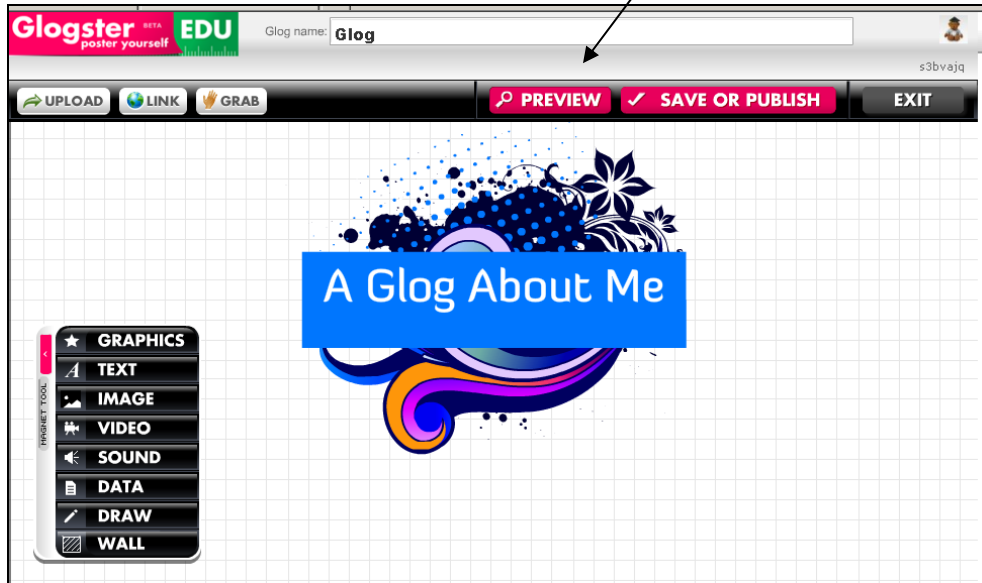 Glogster BETA EDU
poster yourself
Glog name: Glog
s3bvajq
UPLOAD LINK GRAB PREVIEW SAVE OR PUBLISH EXIT
A Glog About Me
MAGNET TOOL
GRAPHICS
TEXT
IMAGE
VIDEO
SOUND
DATA
DRAW
WALL